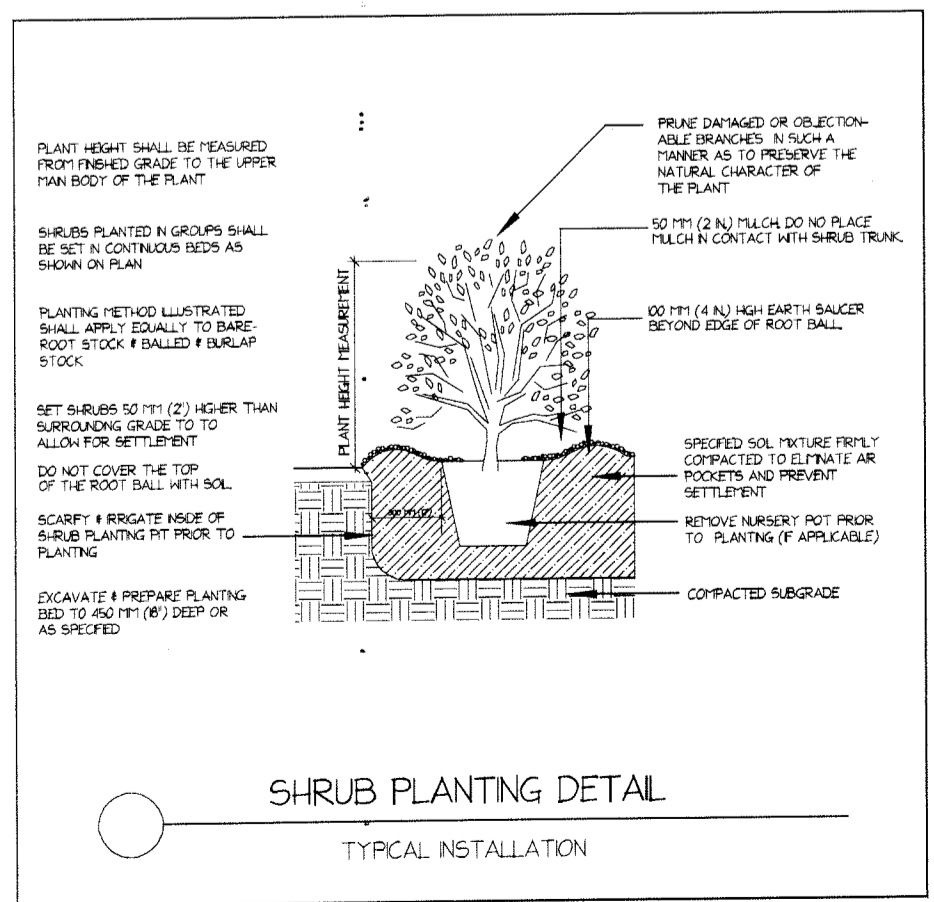 PLANT HEIGHT SHALL BE MEASURED
FROM FINISHED GRADE TO THE UPPER
MAIN BODY OF THE PLANT
SHRUBS PLANTED IN GROUPS SHALL
BE SET IN CONTINUOUS BEDS AS
SHOWN ON PLAN
PLANTING METHOD ILLUSTRATED
SHALL APPLY EQUALLY TO BARE-
ROOT STOCK & BALLED & BURLAP
STOCK
SET SHRUBS 50 MM (2") HIGHER THAN
SURROUNDING GRADE TO TO
ALLOW FOR SETTLEMENT
DO NOT COVER THE TOP
OF THE ROOT BALL WITH SOIL.
SCARIFY & IRRIGATE INSIDE OF
SHRUB PLANTING PIT PRIOR TO
PLANTING
EXCAVATE & PREPARE PLANTING
BED TO 450 MM (18") DEEP OR
AS SPECIFIED
PLANT HEIGHT MEASUREMENT
300 MM (12")
PRUNE DAMAGED OR OBJECTION-
ABLE BRANCHES IN SUCH A
MANNER AS TO PRESERVE THE
NATURAL CHARACTER OF
THE PLANT
50 MM (2 IN.) MULCH. DO NO PLACE
MULCH IN CONTACT WITH SHRUB TRUNK.
100 MM (4 IN.) HIGH EARTH SAUCER
BEYOND EDGE OF ROOT BALL.
SPECIFIED SOIL MIXTURE FIRMLY
COMPACTED TO ELIMINATE AIR
POCKETS AND PREVENT
SETTLEMENT
REMOVE NURSERY POT PRIOR
TO PLANTING (IF APPLICABLE)
COMPACTED SUBGRADE
SHRUB PLANTING DETAIL
TYPICAL INSTALLATION